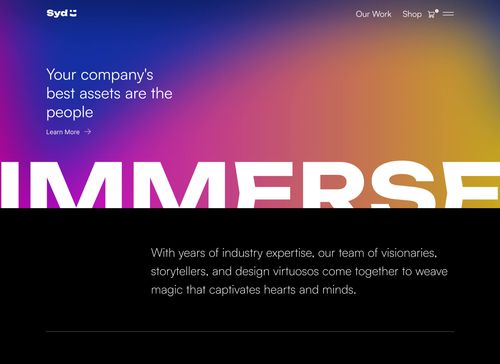 Syd
Our Work
Shop
Your company's
best assets are the
people
Learn More
IMMERSE
With years of industry expertise, our team of visionaries,
storytellers, and design virtuosos come together to weave
magic that captivates hearts and minds.